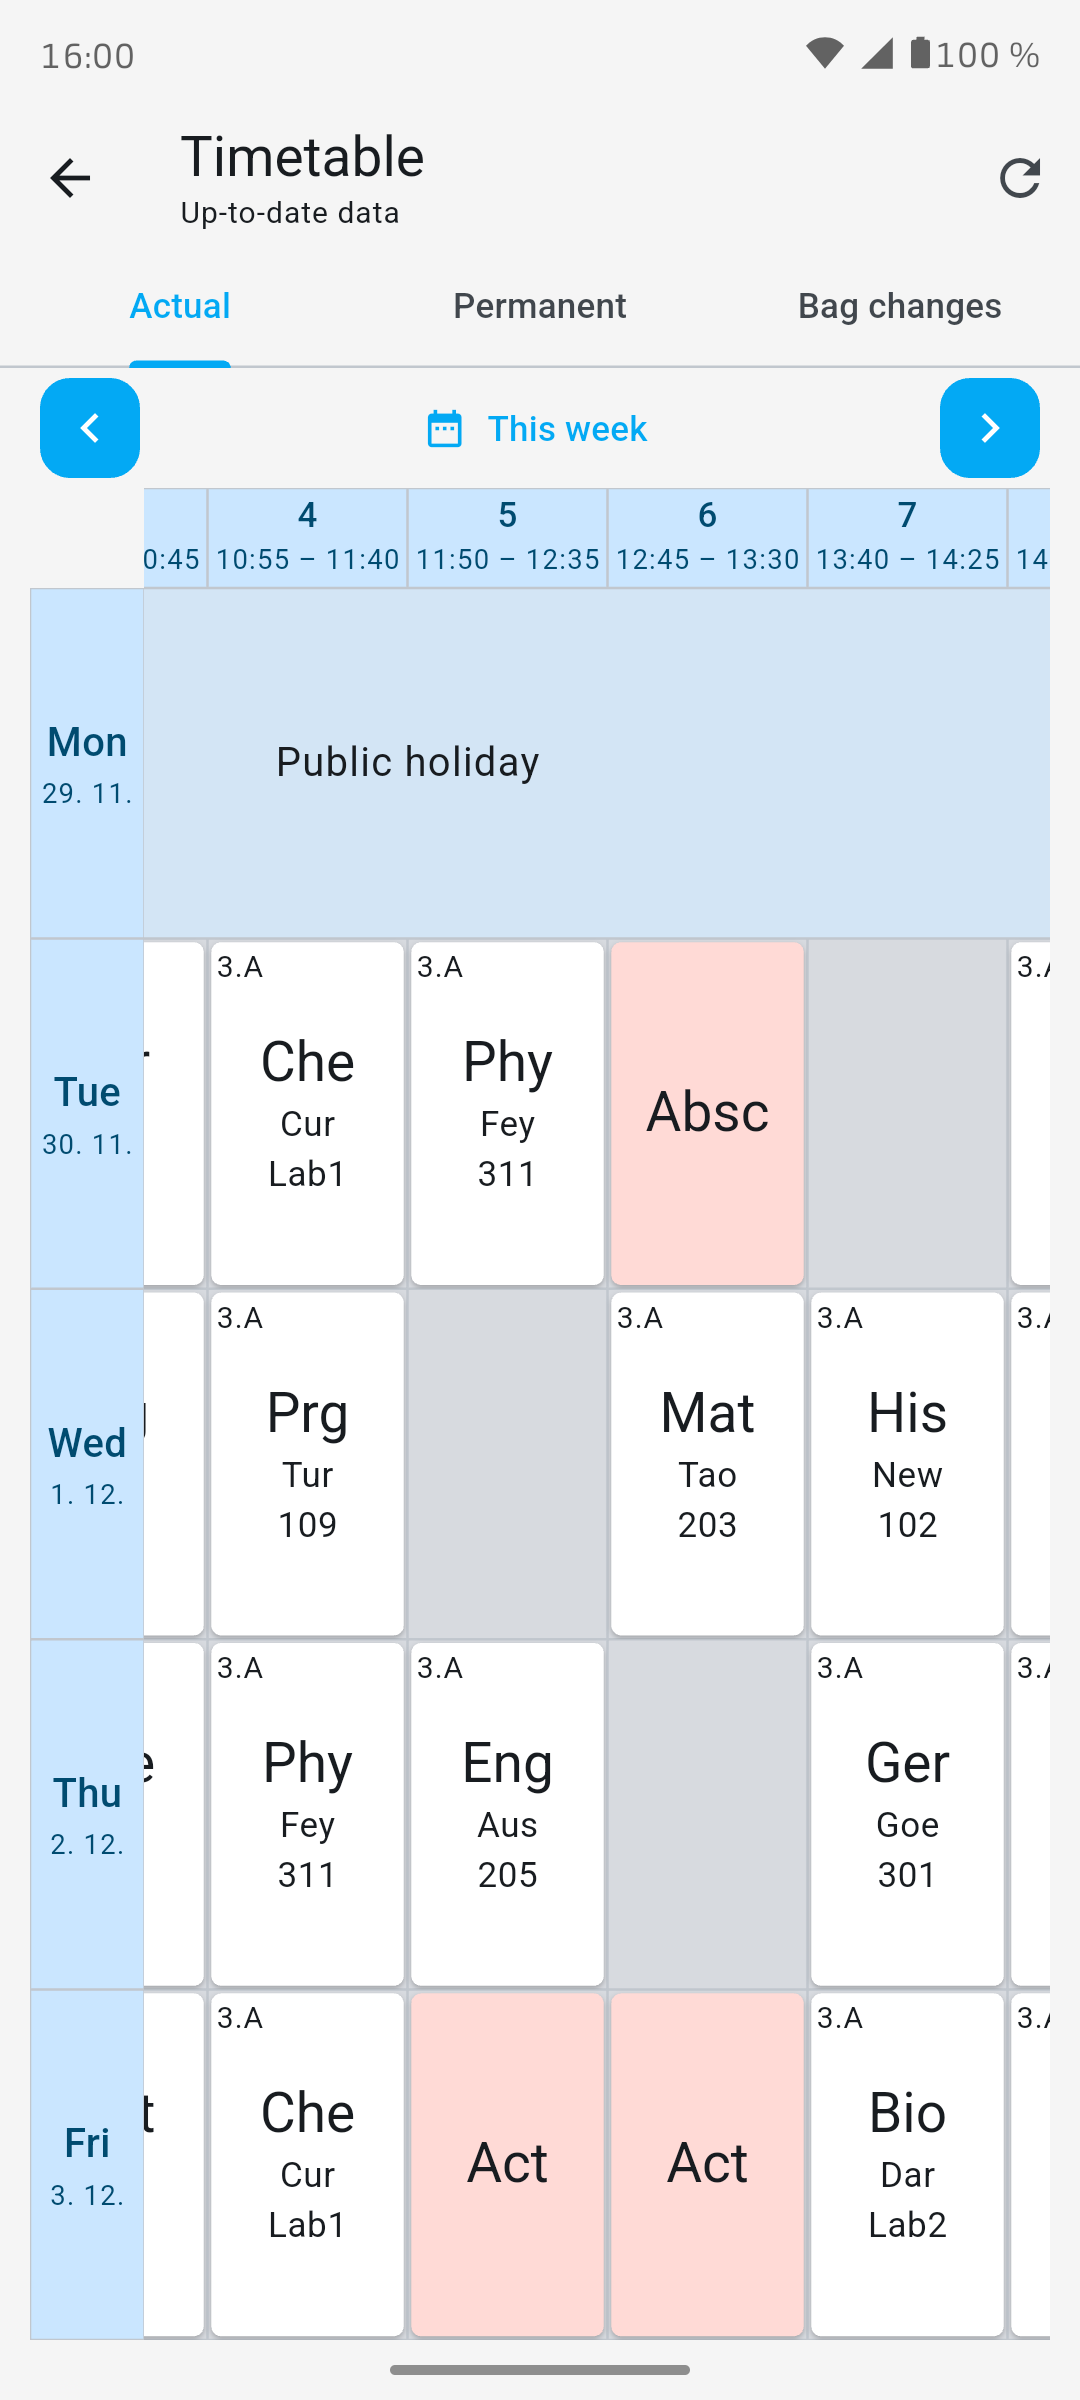 16:00
100 %
Timetable
Up-to-date data
Actual
Permanent
Bag changes
This week
4
5
6
7
0:45
10:55 – 11:40
11:50 – 12:35
12:45 – 13:30
13:40 – 14:25
14
Mon
29. 11.
Public holiday
Tue
30. 11.
3.A
Che
Cur
Lab1
3.A
Phy
Fey
311
Absc
Wed
1. 12.
3.A
Prg
Tur
109
3.A
Mat
Tao
203
3.A
His
New
102
Thu
2. 12.
3.A
Phy
Fey
311
3.A
Eng
Aus
205
3.A
Ger
Goe
301
Fri
3. 12.
3.A
Che
Cur
Lab1
Act
Act
3.A
Bio
Dar
Lab2